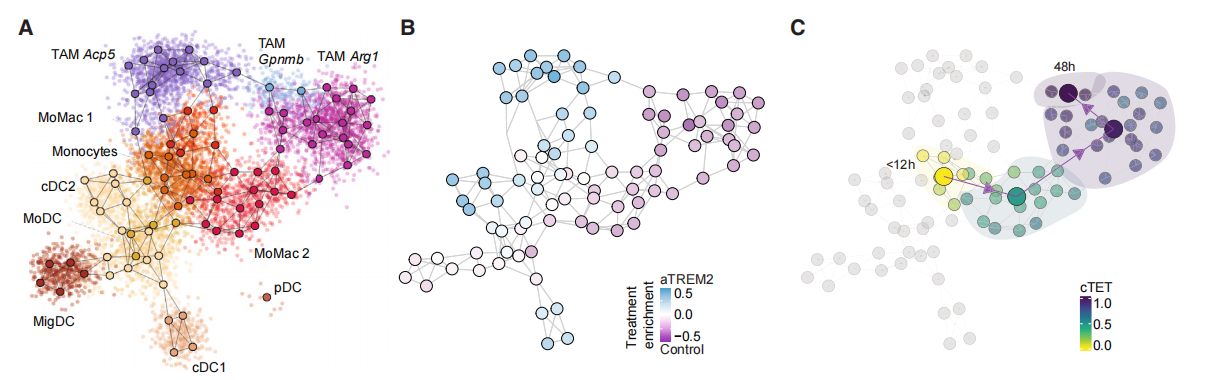 A
TAM Acp5
TAM
Gpnmb
TAM Arg1
MoMac 1
Monocytes
cDC2
MoDC
MoMac 2
MigDC
pDC
cDC1
B
Treatment
enrichment
aTREM2
0.5
0.0
−0.5
Control
C
48h
<12h
cTET
1.0
0.5
0.0